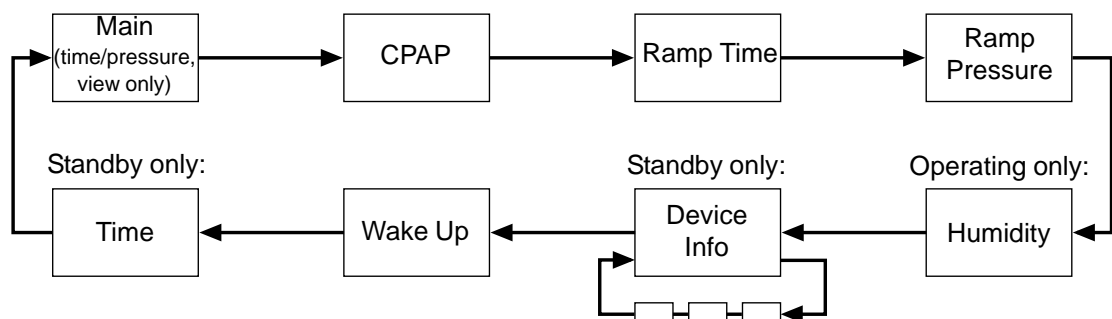 Main
(time/pressure,
view only)
CPAP
Ramp Time
Ramp
Pressure
Standby only:
Time
Wake Up
Standby only:
Device
Info
Operating only:
Humidity